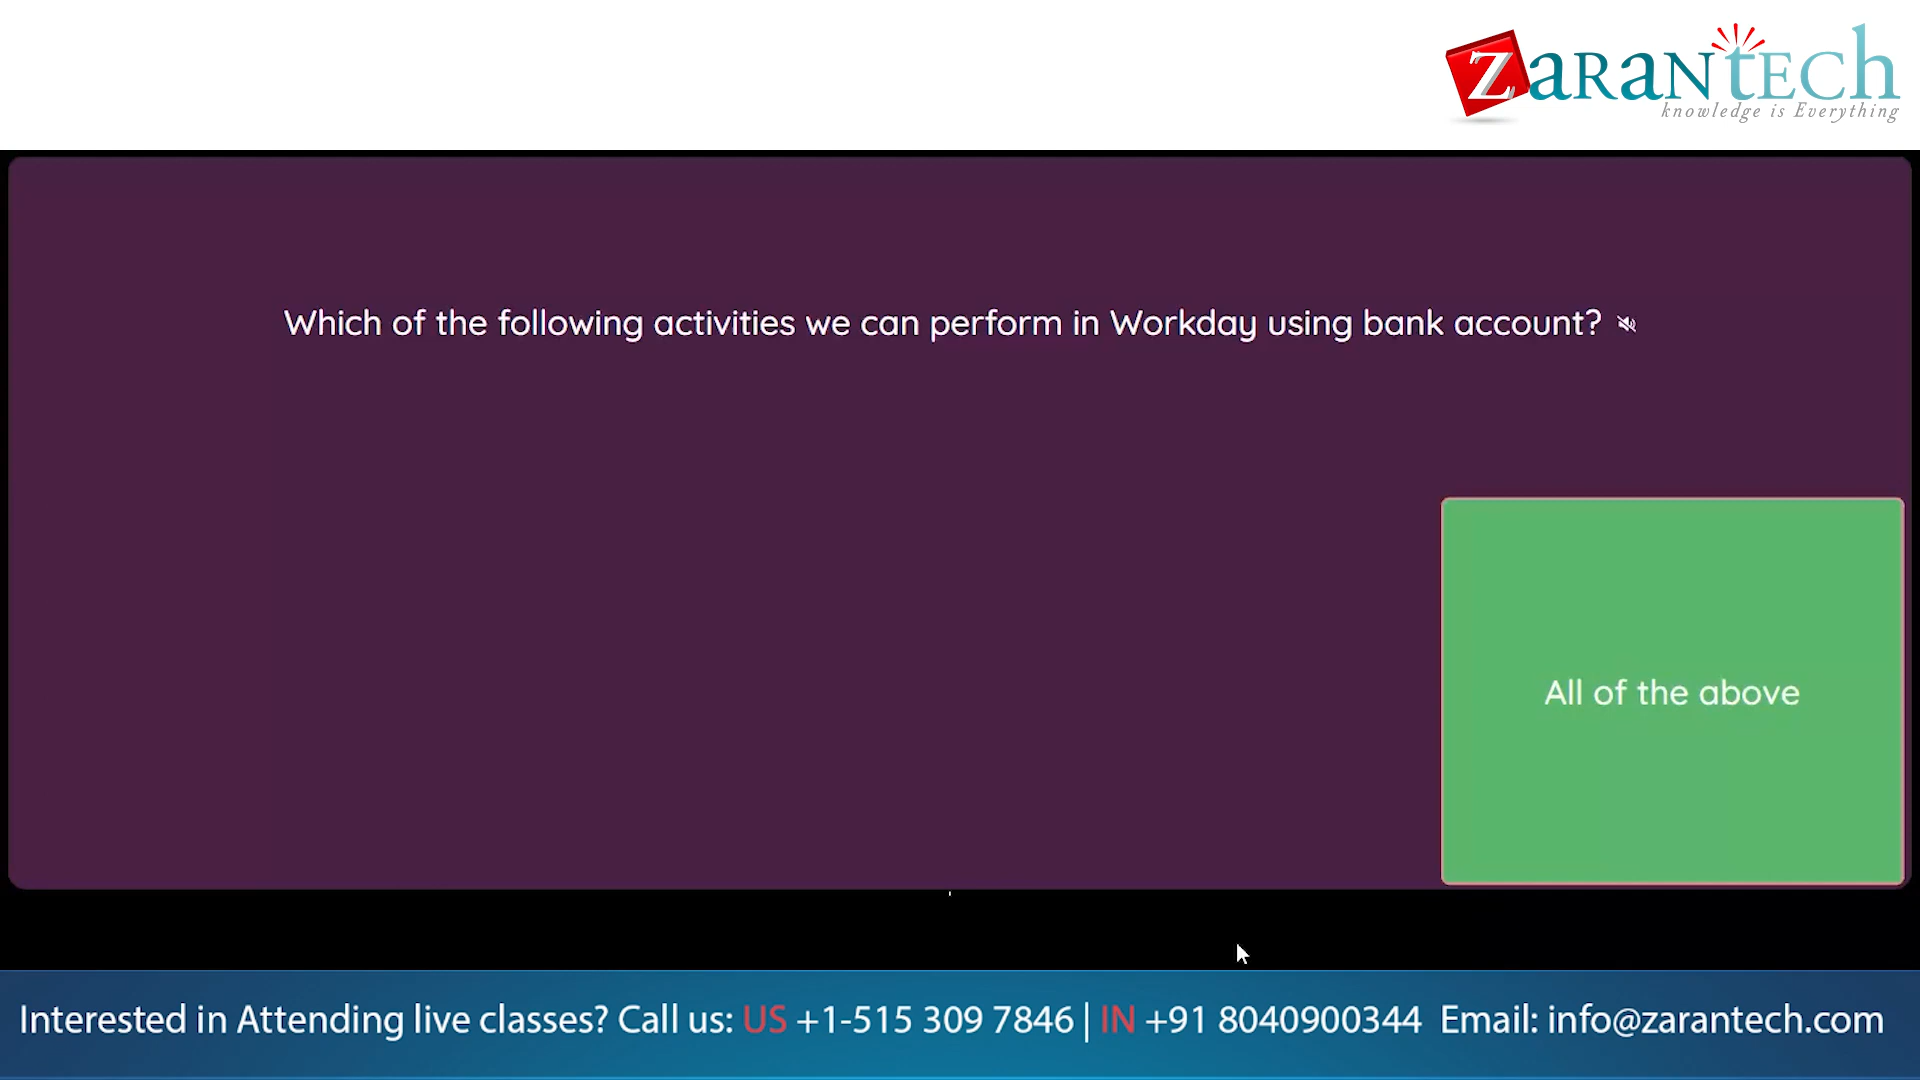 ZaranTech
knowledge is Everything
Which of the following activities we can perform in Workday using bank account?
All of the above
Interested in Attending live classes? Call us: US +1-515 309 7846 | IN +91 8040900344 Email: info@zarantech.com